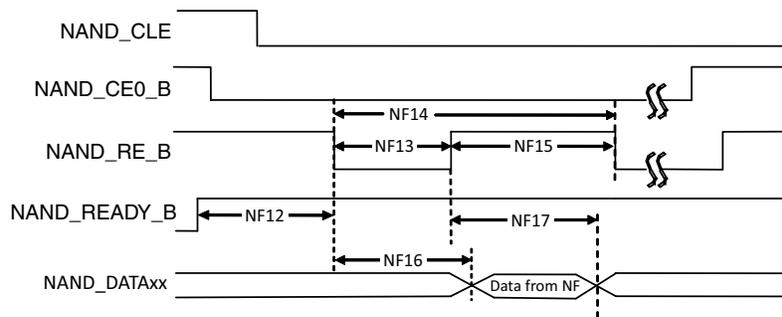 NAND_CLE
NAND_CE0_B
NF14
NAND_RE_B
NF13
NF15
NAND_READY_B
NF12
NF17
NF16
NAND_DATAxx
Data from NF